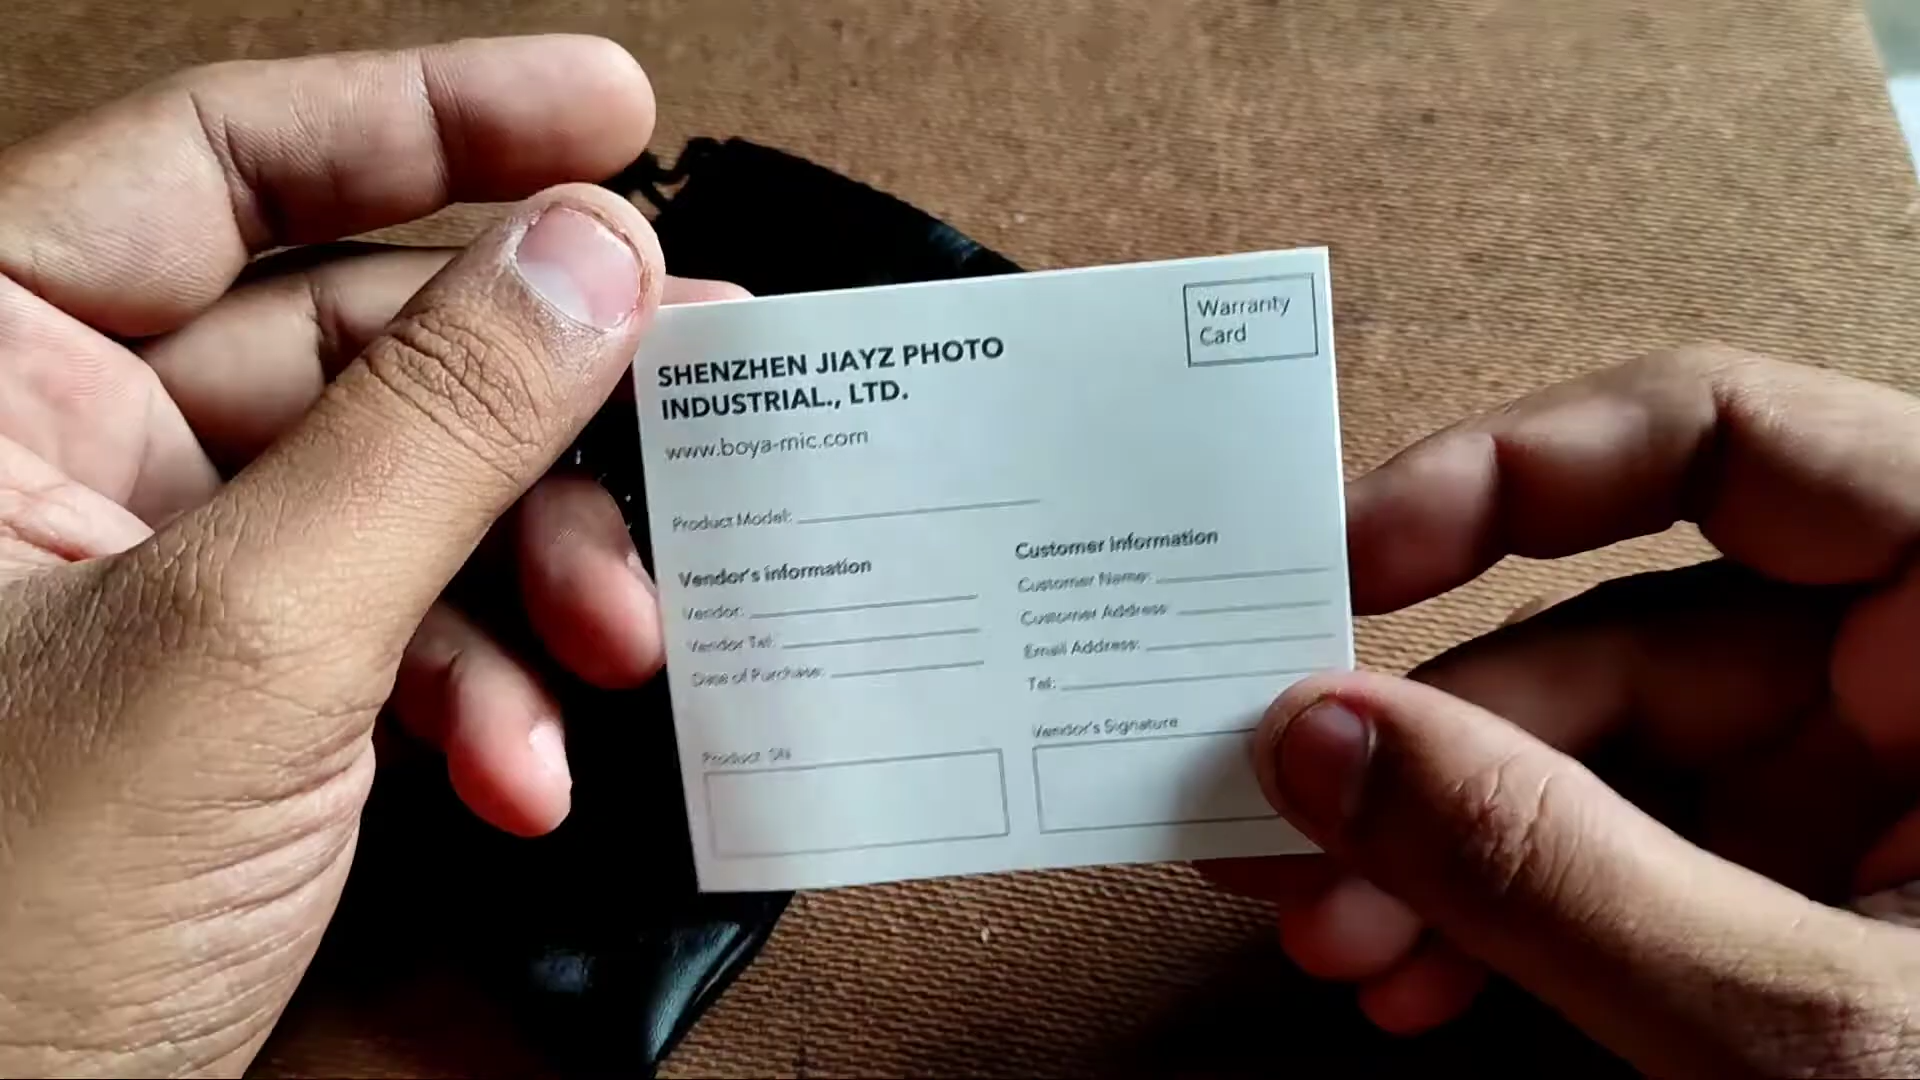 Warranty
Card
SHENZHEN JIAYZ PHOTO
INDUSTRIAL., LTD.
www.boya-mic.com
Product Model:
Vendor's information
Vendor:
Vendor Tel:
Date of Purchase:
Customer information
Customer Name:
Customer Address:
Email Address:
Tel:
Product SN
Vendor's Signature